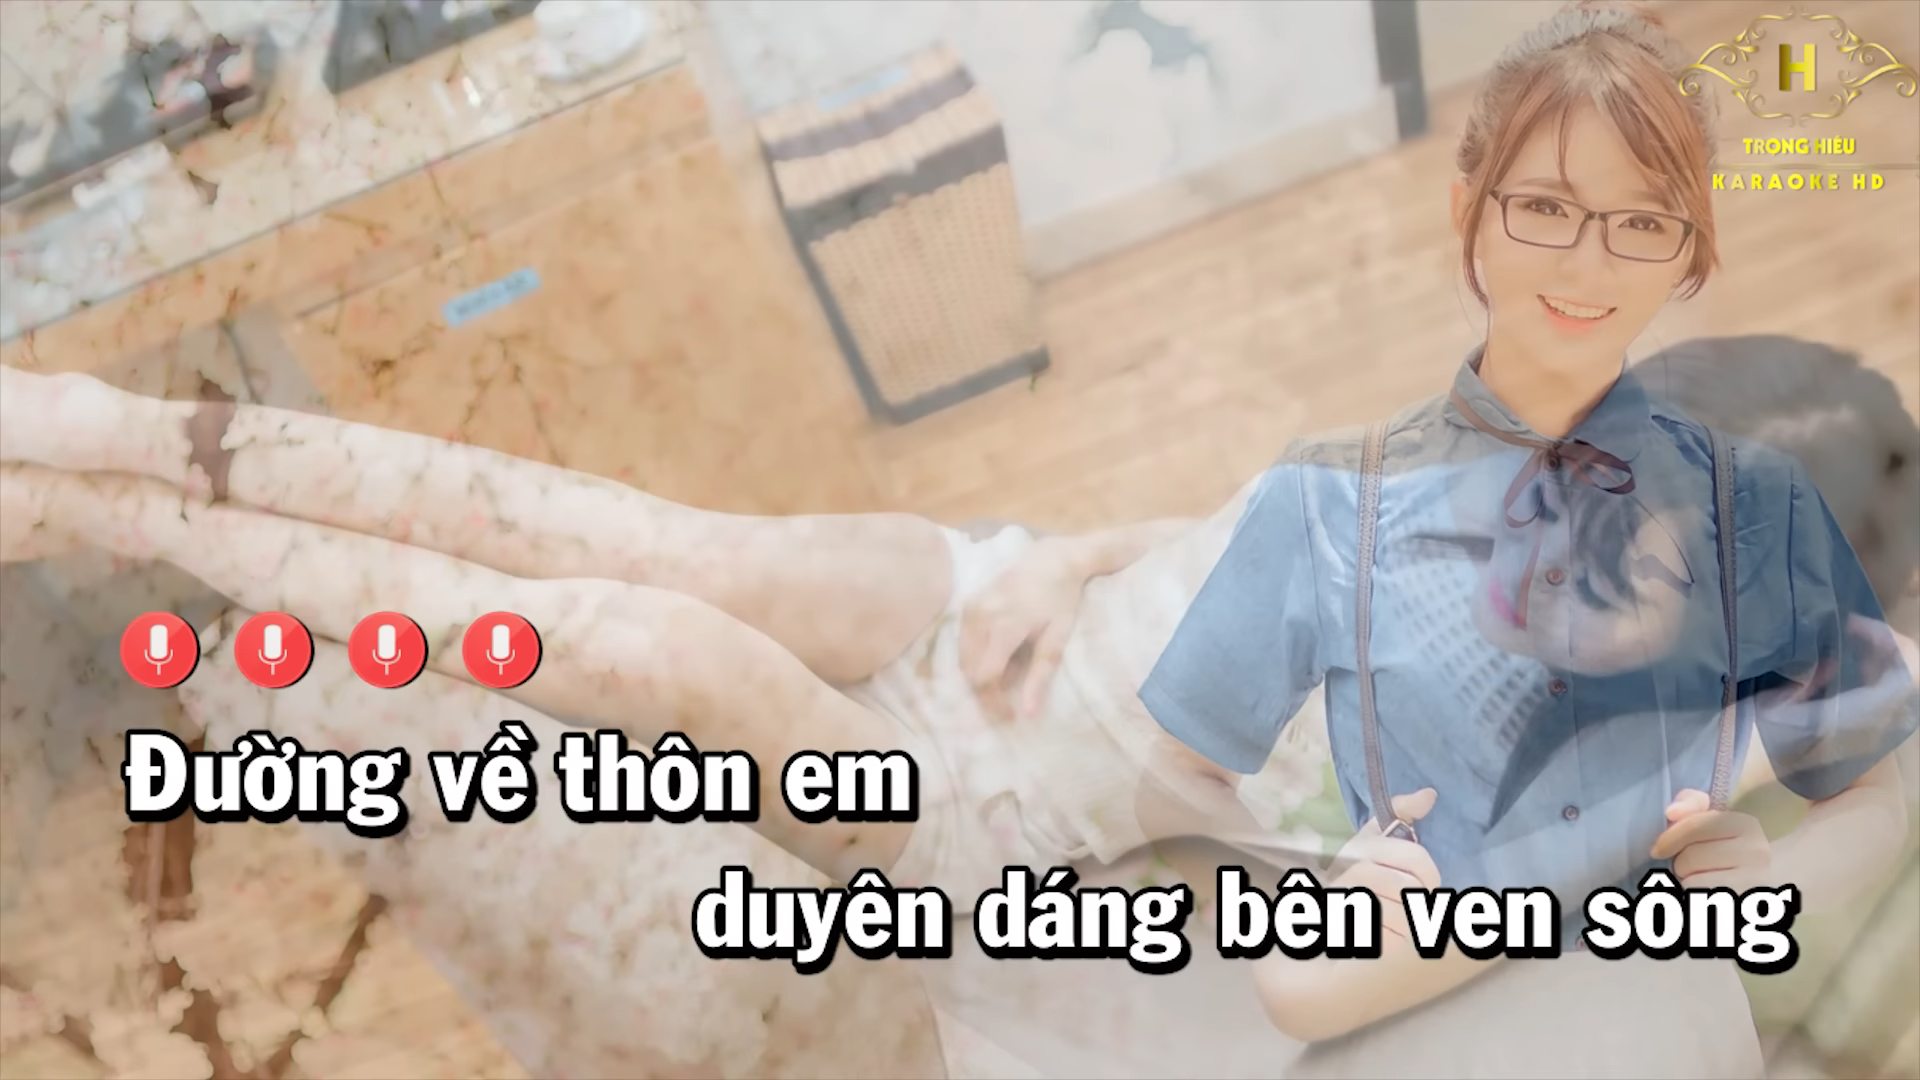 H
TRỌNG HIẾU
KARAOKE HD
Đường về thôn em
duyên dáng bên ven sông